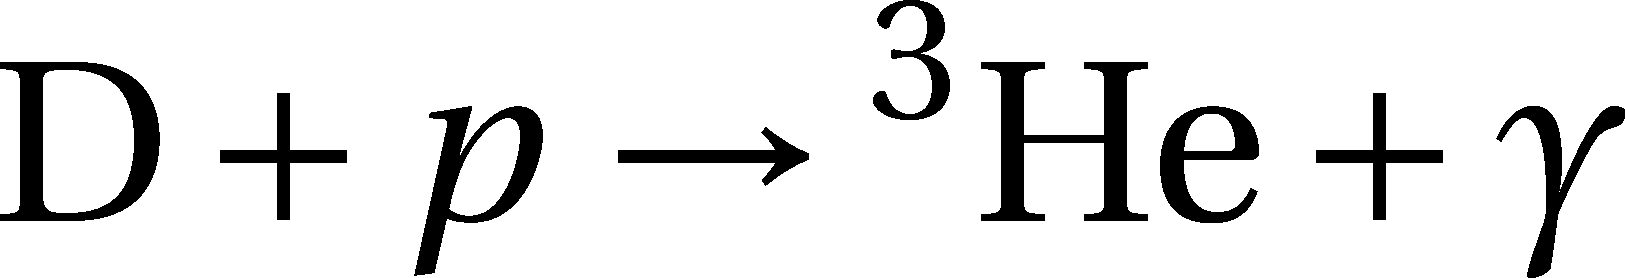 D + p → ³He + γ